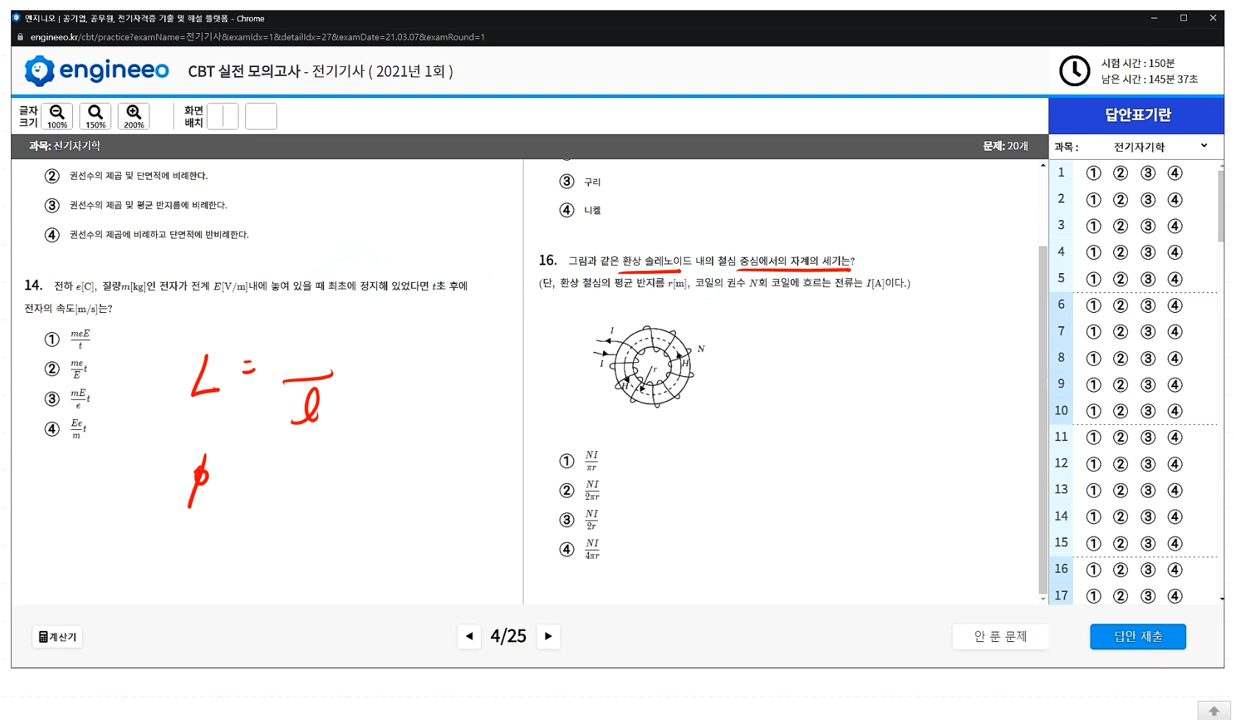 엔지니오 | 공기업, 공무원, 전기자격증 기출 및 해설 플랫폼 - Chrome
engineeo.kr/cbt/practice?examName=전기기사&examIdx=1&detailIdx=27&examDate=21.03.07&examRound=1
engineeo CBT 실전 모의고사 - 전기기사 ( 2021년 1회 )
시험 시간 : 150분
남은 시간 : 145분 37초
글자 크기 100% 150% 200% 화면 배치
답안표기란
과목: 전기자기학 문제: 20개
과목 : 전기자기학
② 권선수의 제곱 및 단면적에 비례한다.
③ 권선수의 제곱 및 평균 반지름에 비례한다.
④ 권선수의 제곱에 비례하고 단면적에 반비례한다.
14. 전하 e[C], 질량m[kg]인 전자가 전계 E[V/m]내에 놓여 있을 때 최초에 정지해 있었다면 t초 후에
전자의 속도[m/s]는?
① meE/t
② me/E t
③ mE/e t
④ Ee/m t
L = /l
ϕ
③ 구리
④ 니켈
16. 그림과 같은 환상 솔레노이드 내의 철심 중심에서의 자계의 세기는?
(단, 환상 철심의 평균 반지름 r[m], 코일의 권수 N회 코일에 흐르는 전류는 I[A]이다.)
I
N
I
H
r
H
① NI/πr
② NI/2πr
③ NI/2r
④ NI/4πr
1 ① ② ③ ④
2 ① ② ③ ④
3 ① ② ③ ④
4 ① ② ③ ④
5 ① ② ③ ④
6 ① ② ③ ④
7 ① ② ③ ④
8 ① ② ③ ④
9 ① ② ③ ④
10 ① ② ③ ④
11 ① ② ③ ④
12 ① ② ③ ④
13 ① ② ③ ④
14 ① ② ③ ④
15 ① ② ③ ④
16 ① ② ③ ④
17 ① ② ③ ④
계산기 4/25 안 푼 문제 답안 제출